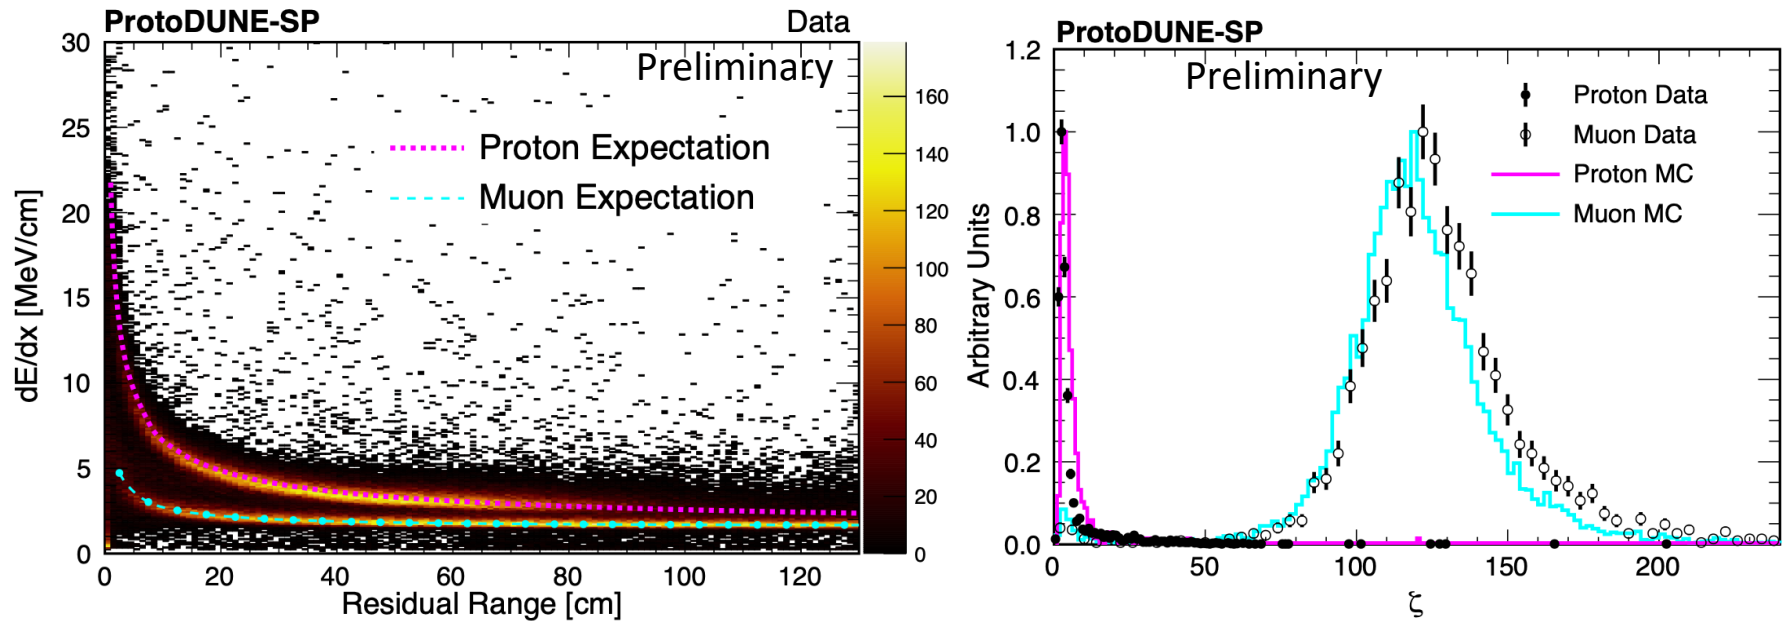 ProtoDUNE-SP Data
30
25
20
15
10
5
0
dE/dx [MeV/cm]
Preliminary
Proton Expectation
Muon Expectation
0 20 40 60 80 100 120
Residual Range [cm]
160
140
120
100
80
60
40
20
0
ProtoDUNE-SP
1.2
1.0
0.8
0.6
0.4
0.2
0.0
Arbitrary Units
Preliminary
Proton Data
Muon Data
Proton MC
Muon MC
0 50 100 150 200
ζ